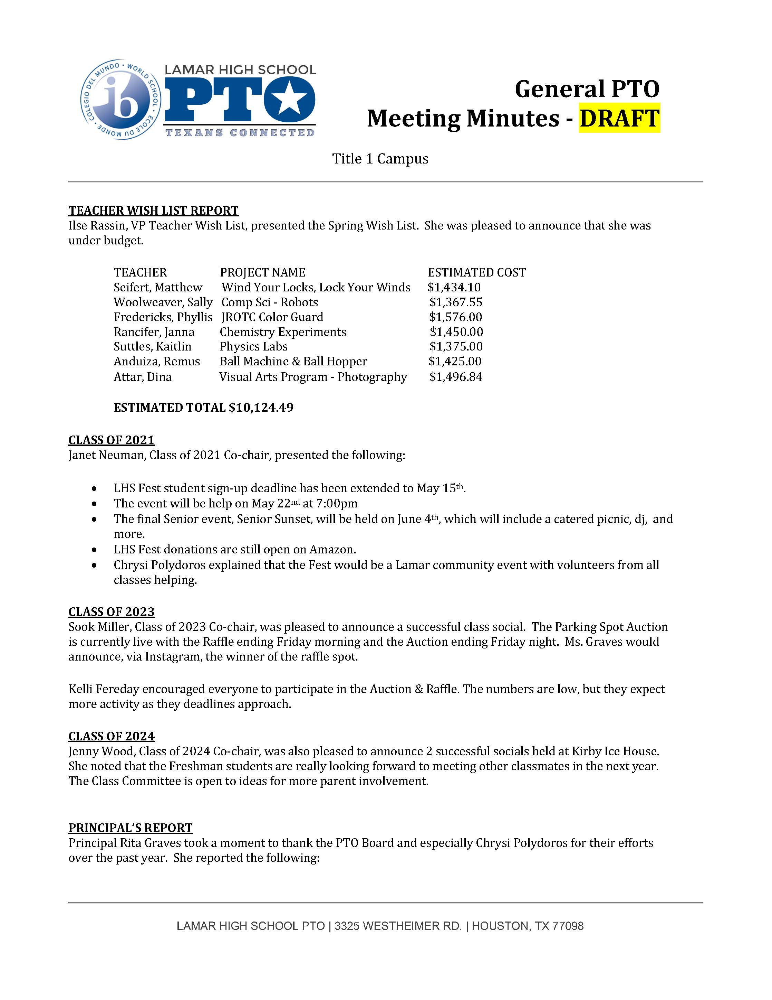 COLEGIO DEL MUNDO • WORLD SCHOOL • ÉCOLE DU MONDE •
ib
LAMAR HIGH SCHOOL
PTO
TEXANS CONNECTED
General PTO
Meeting Minutes - DRAFT
Title 1 Campus
TEACHER WISH LIST REPORT
Ilse Rassin, VP Teacher Wish List, presented the Spring Wish List.  She was pleased to announce that she was
under budget.
TEACHER PROJECT NAME ESTIMATED COST
Seifert, Matthew Wind Your Locks, Lock Your Winds $1,434.10
Woolweaver, Sally Comp Sci - Robots $1,367.55
Fredericks, Phyllis JROTC Color Guard $1,576.00
Rancifer, Janna Chemistry Experiments $1,450.00
Suttles, Kaitlin Physics Labs $1,375.00
Anduiza, Remus Ball Machine & Ball Hopper $1,425.00
Attar, Dina Visual Arts Program - Photography $1,496.84
ESTIMATED TOTAL $10,124.49
CLASS OF 2021
Janet Neuman, Class of 2021 Co-chair, presented the following:
• LHS Fest student sign-up deadline has been extended to May 15th.
• The event will be help on May 22nd at 7:00pm
• The final Senior event, Senior Sunset, will be held on June 4th, which will include a catered picnic, dj,  and
more.
• LHS Fest donations are still open on Amazon.
• Chrysi Polydoros explained that the Fest would be a Lamar community event with volunteers from all
classes helping.
CLASS OF 2023
Sook Miller, Class of 2023 Co-chair, was pleased to announce a successful class social.  The Parking Spot Auction
is currently live with the Raffle ending Friday morning and the Auction ending Friday night.  Ms. Graves would
announce, via Instagram, the winner of the raffle spot.
Kelli Fereday encouraged everyone to participate in the Auction & Raffle. The numbers are low, but they expect
more activity as they deadlines approach.
CLASS OF 2024
Jenny Wood, Class of 2024 Co-chair, was also pleased to announce 2 successful socials held at Kirby Ice House.
She noted that the Freshman students are really looking forward to meeting other classmates in the next year.
The Class Committee is open to ideas for more parent involvement.
PRINCIPAL’S REPORT
Principal Rita Graves took a moment to thank the PTO Board and especially Chrysi Polydoros for their efforts
over the past year.  She reported the following:
LAMAR HIGH SCHOOL PTO | 3325 WESTHEIMER RD. | HOUSTON, TX 77098